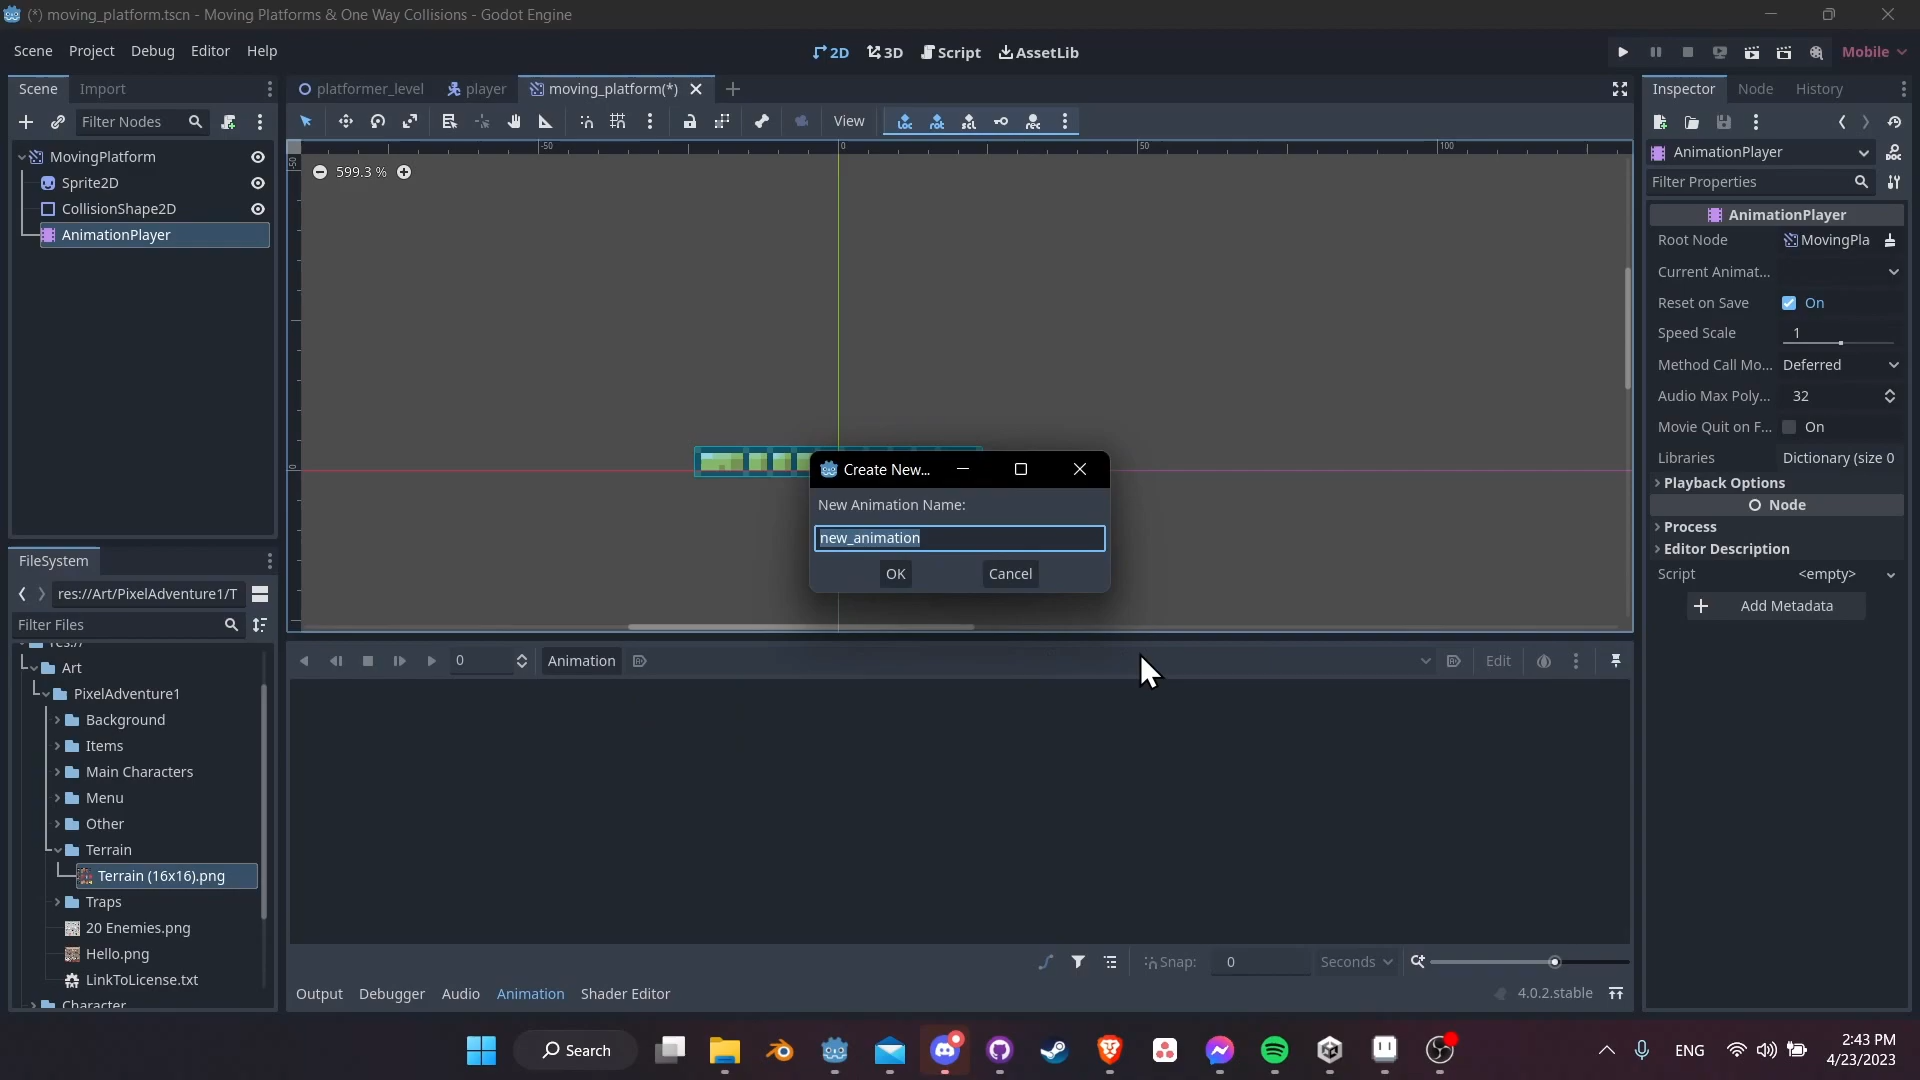 (*) moving_platform.tscn - Moving Platforms & One Way Collisions - Godot Engine
Scene Project Debug Editor Help
2D 3D Script AssetLib
Mobile
Scene Import
platformer_level player moving_platform(*)
Inspector Node History
Filter Nodes
View
MovingPlatform
Sprite2D
CollisionShape2D
AnimationPlayer
-50 0 50 100
-50
0
599.3 %
AnimationPlayer
Filter Properties
AnimationPlayer
Root Node MovingPla
Current Animat...
Reset on Save On
Speed Scale 1
Method Call Mo... Deferred
Audio Max Poly... 32
Movie Quit on F... On
Libraries Dictionary (size 0
Playback Options
Node
Process
Editor Description
Script <empty>
Add Metadata
Create New...
New Animation Name:
new_animation
OK Cancel
FileSystem
res://Art/PixelAdventure1/T
Filter Files
res://
Art
PixelAdventure1
Background
Items
Main Characters
Menu
Other
Terrain
Terrain (16x16).png
Traps
20 Enemies.png
Hello.png
LinkToLicense.txt
Character
0 Animation Edit
Snap: 0 Seconds
Output Debugger Audio Animation Shader Editor
4.0.2.stable
Search
ENG
2:43 PM
4/23/2023